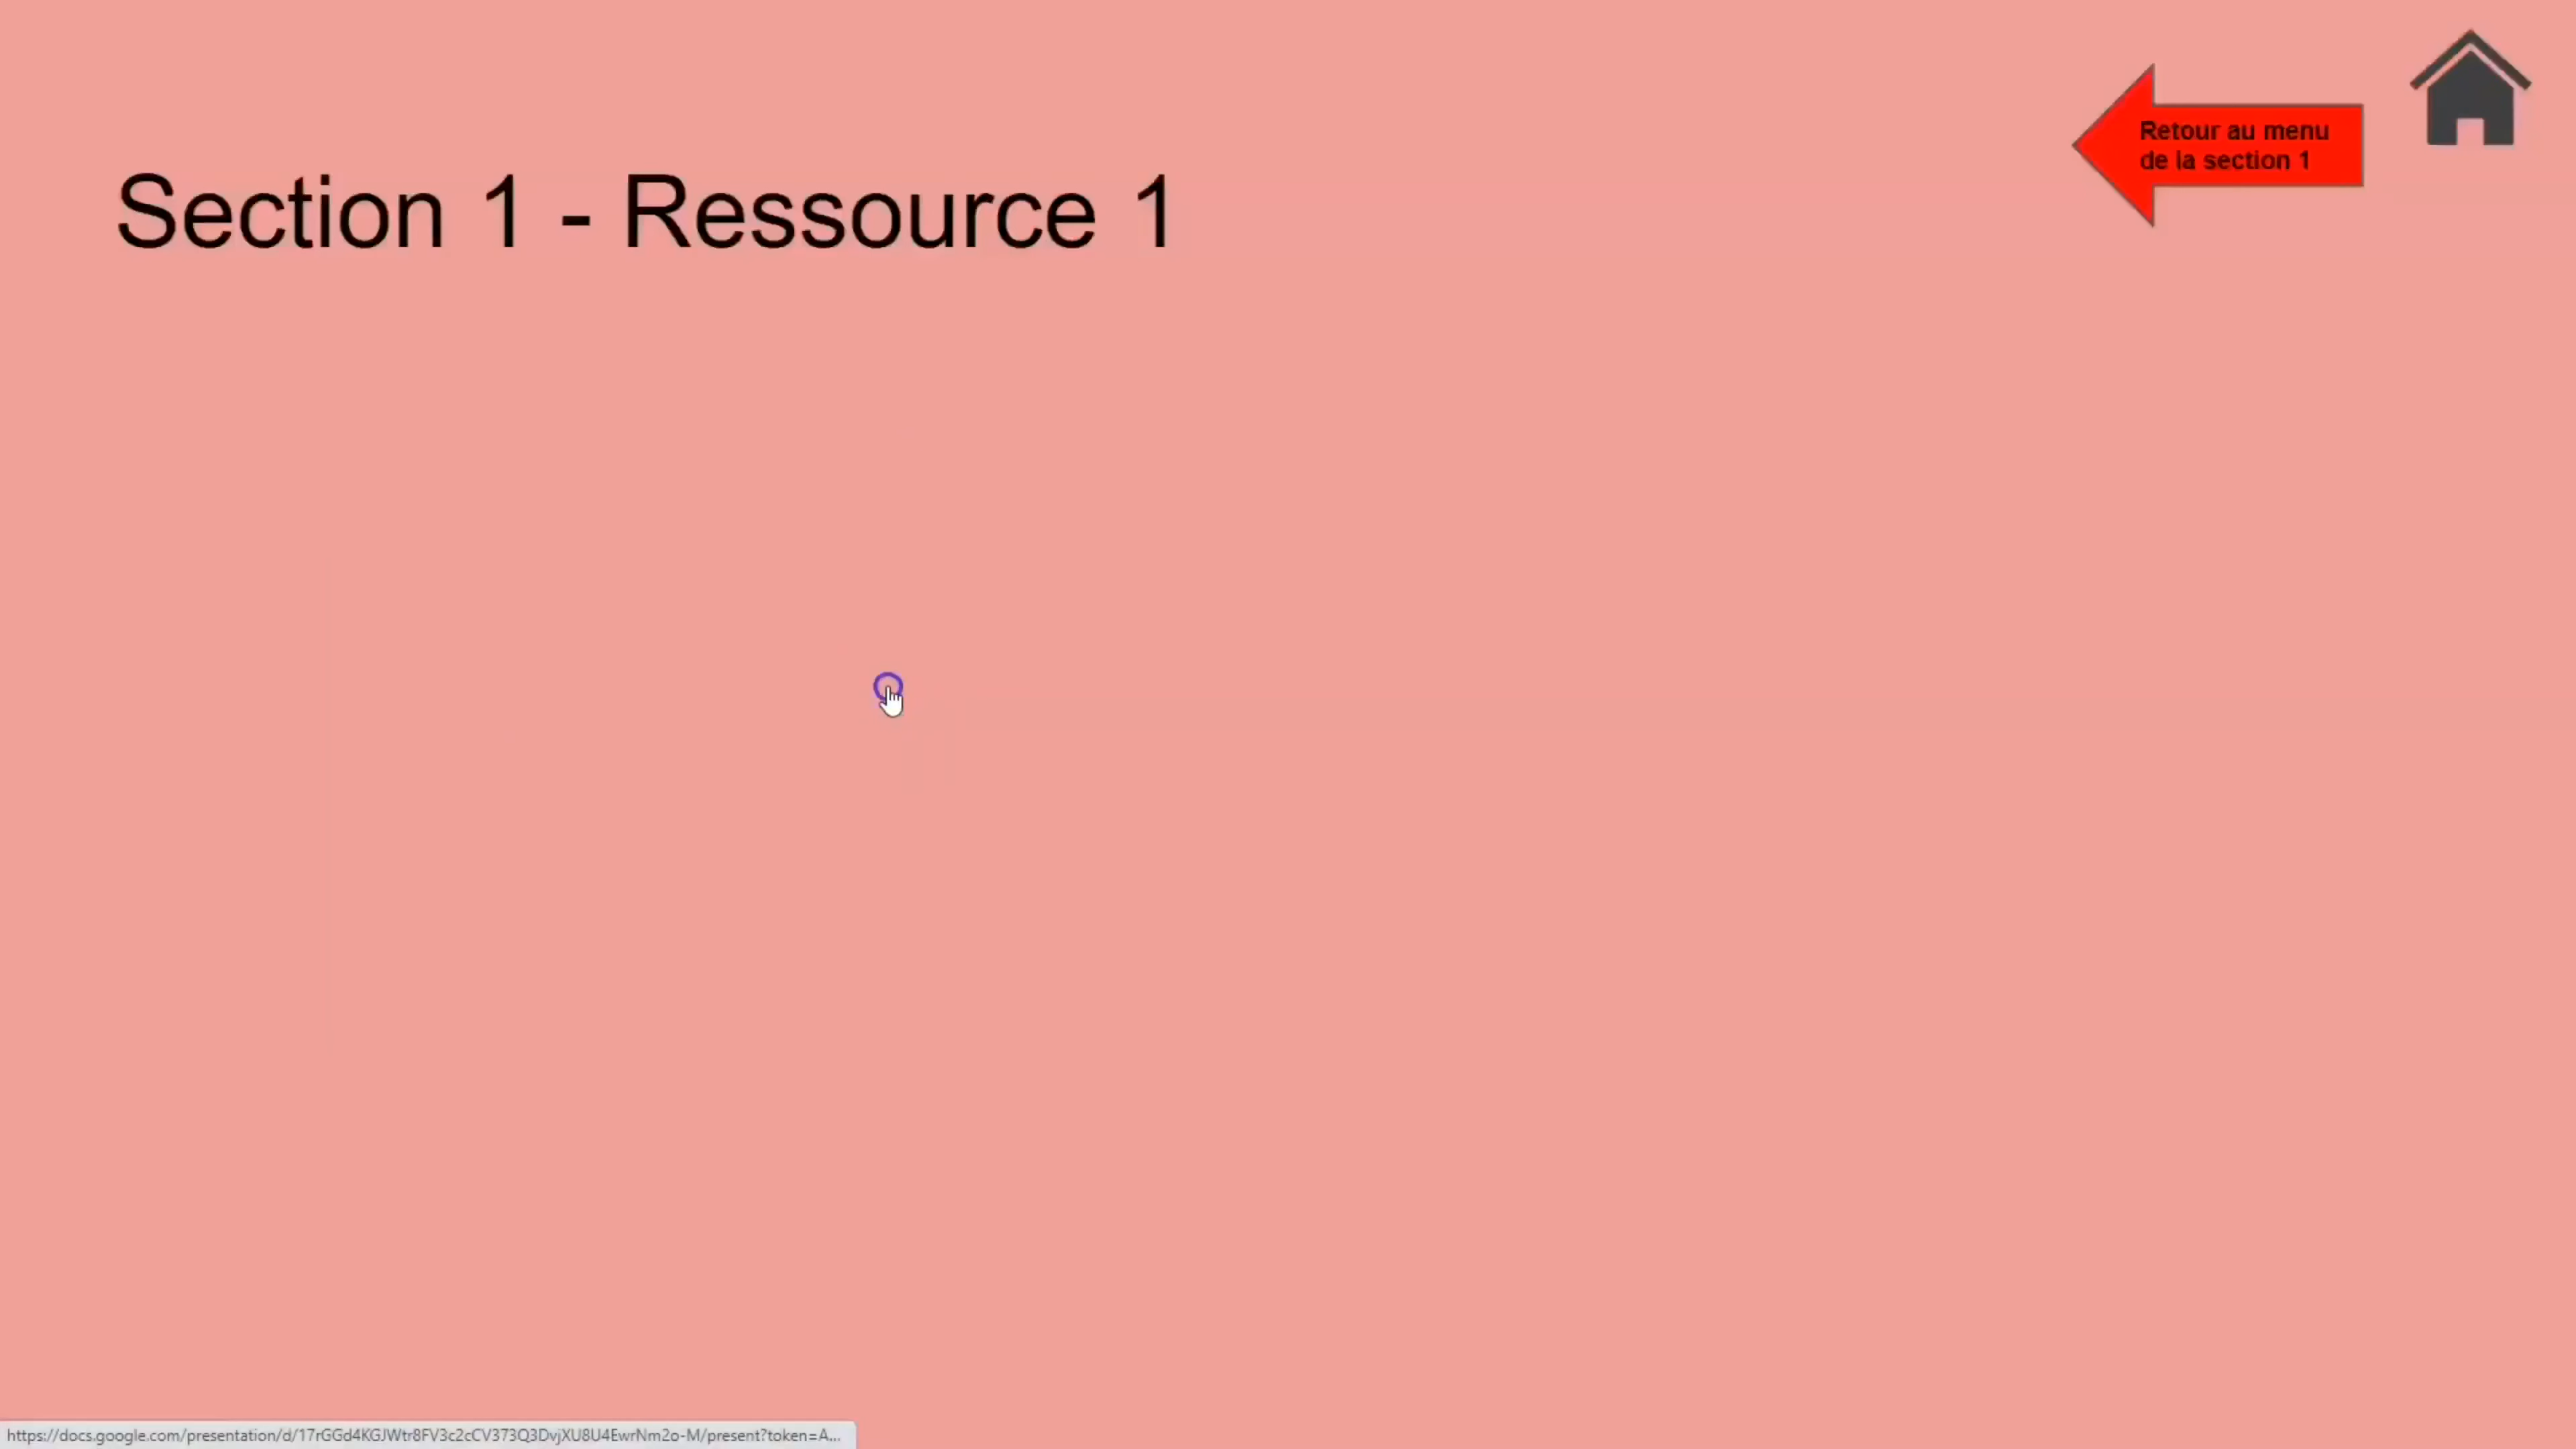 Retour au menu
de la section 1
Section 1 - Ressource 1
https://docs.google.com/presentation/d/17rGGd4KGJWtr8FV3c2cCV373Q3DvjXU8U4EwrNm2o-M/present?token=A...